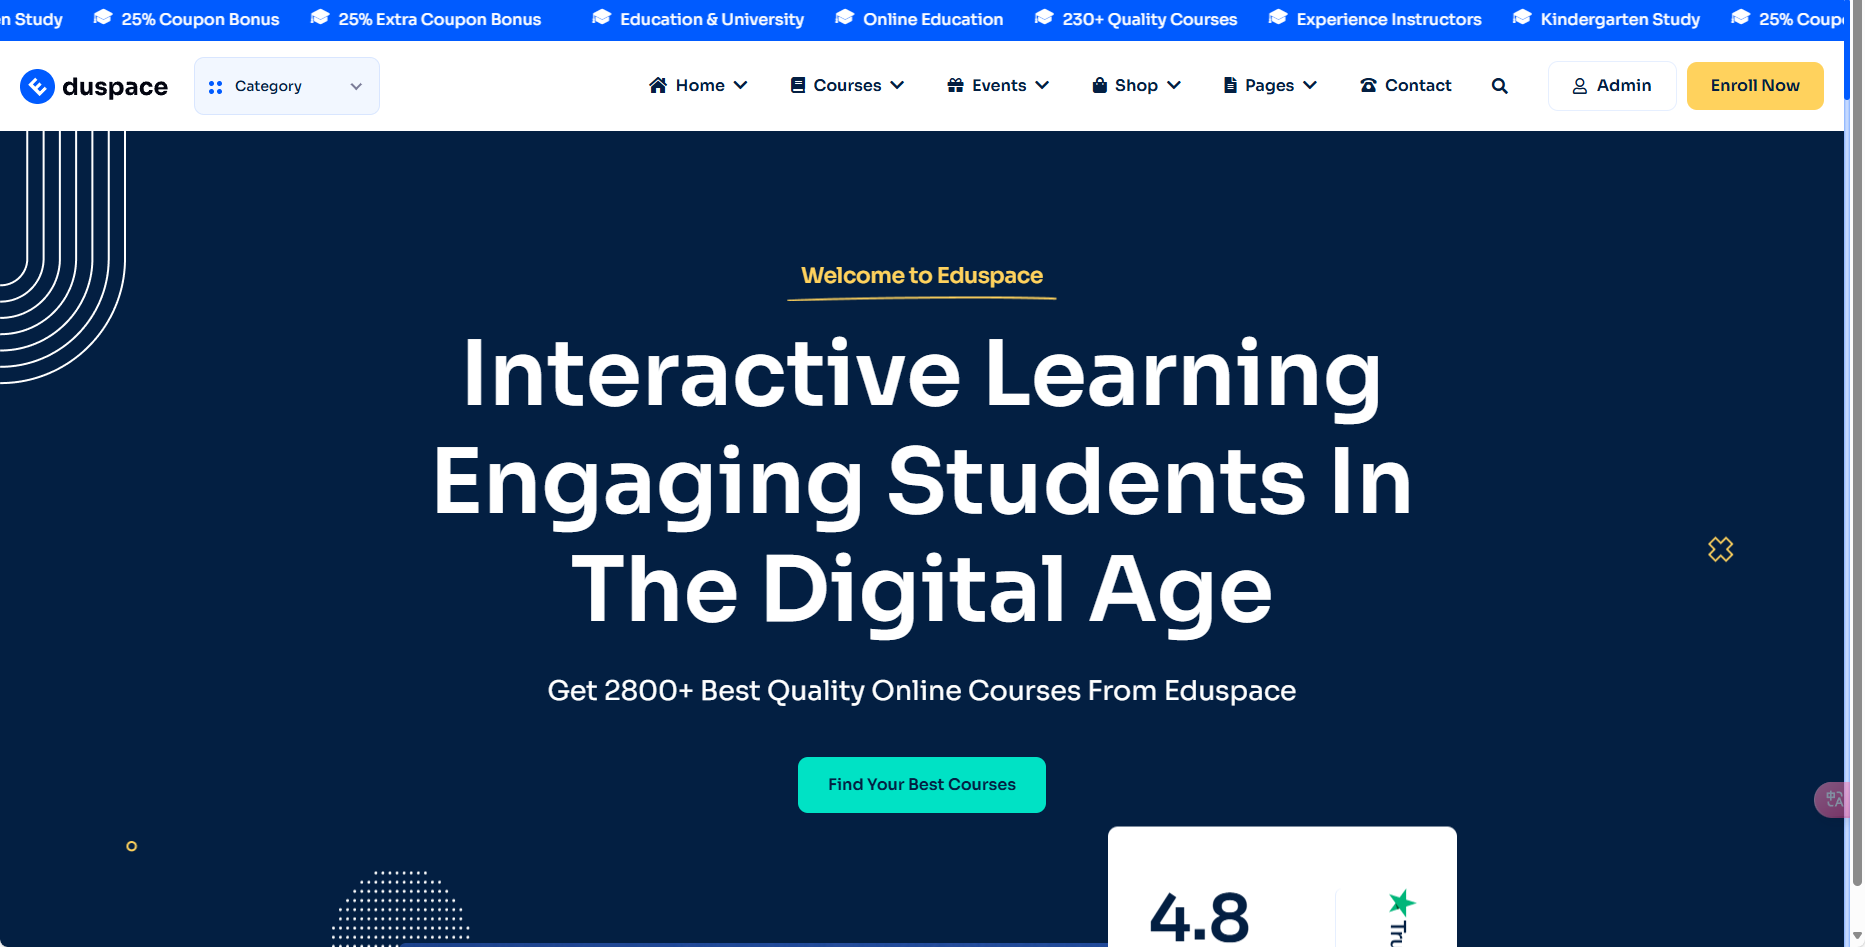 Study 25% Coupon Bonus 25% Extra Coupon Bonus Education & University Online Education 230+ Quality Courses Experience Instructors Kindergarten Study 25%
duspace Category Home Courses Events Shop Pages Contact Admin Enroll Now
Welcome to Eduspace
Interactive Learning
Engaging Students In
The Digital Age
Get 2800+ Best Quality Online Courses From Eduspace
Find Your Best Courses
4.8